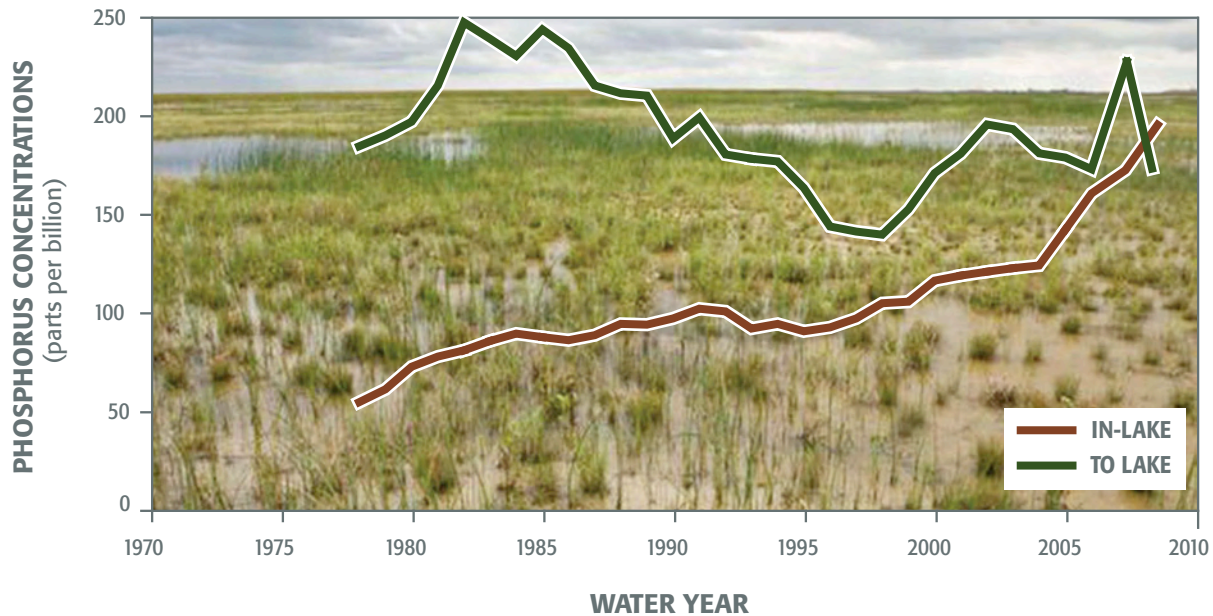 PHOSPHORUS CONCENTRATIONS
(parts per billion)
250
200
150
100
50
0
1970 1975 1980 1985 1990 1995 2000 2005 2010
WATER YEAR
IN-LAKE
TO LAKE